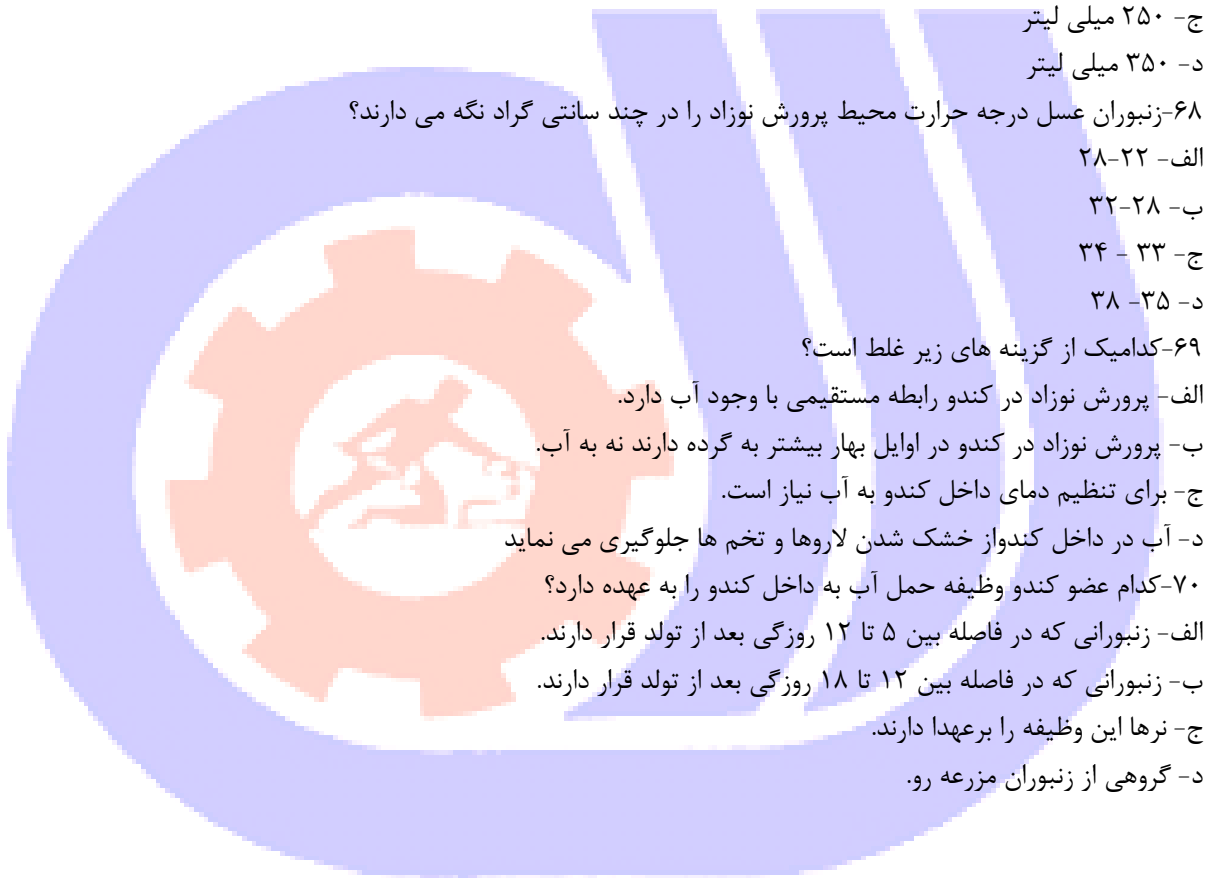 ج- ۲۵۰ میلی لیتر
د- ۳۵۰ میلی لیتر
۶۸-زنبوران عسل درجه حرارت محیط پرورش نوزاد را در چند سانتی گراد نگه می دارند؟
الف- ۲۲-۲۸
ب- ۲۸-۳۲
ج- ۳۳ - ۳۴
د- ۳۵- ۳۸
۶۹-کدامیک از گزینه های زیر غلط است؟
الف- پرورش نوزاد در کندو رابطه مستقیمی با وجود آب دارد.
ب- پرورش نوزاد در کندو در اوایل بهار بیشتر به گرده دارند نه به آب.
ج- برای تنظیم دمای داخل کندو به آب نیاز است.
د- آب در داخل کندواز خشک شدن لاروها و تخم ها جلوگیری می نماید
۷۰-کدام عضو کندو وظیفه حمل آب به داخل کندو را به عهده دارد؟
الف- زنبورانی که در فاصله بین ۵ تا ۱۲ روزگی بعد از تولد قرار دارند.
ب- زنبورانی که در فاصله بین ۱۲ تا ۱۸ روزگی بعد از تولد قرار دارند.
ج- نرها این وظیفه را برعهدا دارند.
د- گروهی از زنبوران مزرعه رو.